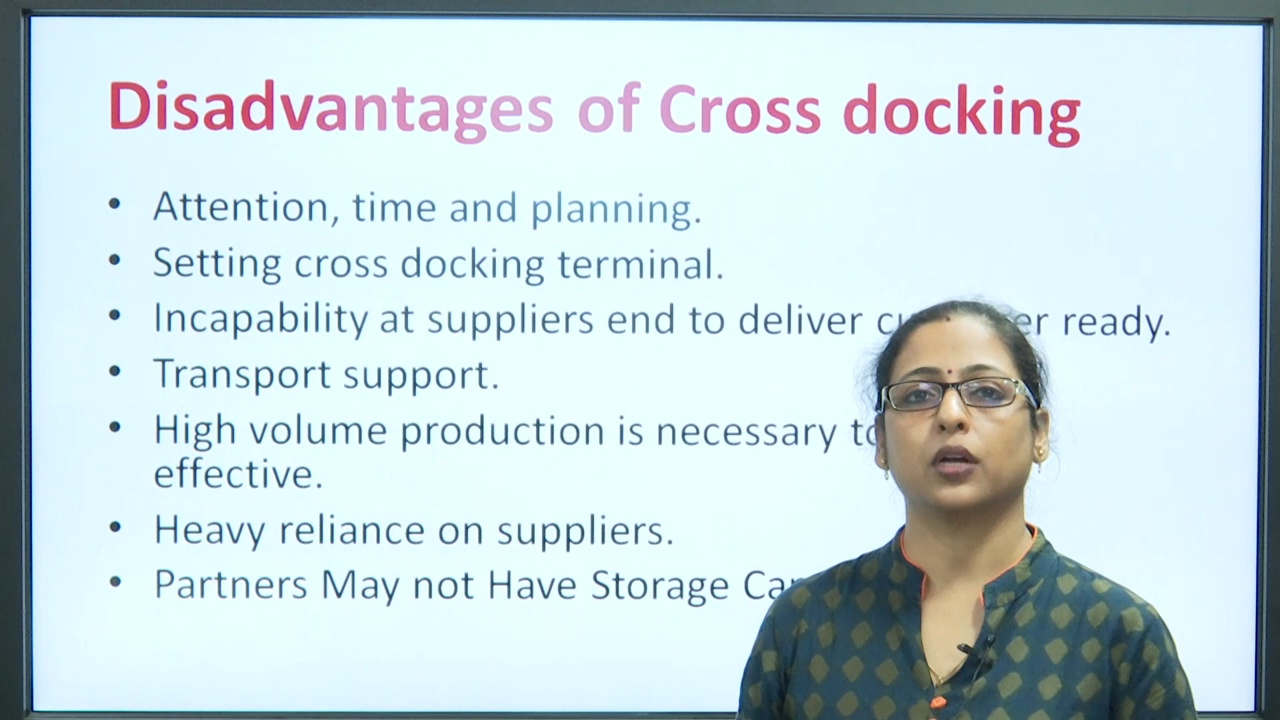 Disadvantages of Cross docking
• Attention, time and planning.
• Setting cross docking terminal.
• Incapability at suppliers end to deliver ready.
• Transport support.
• High volume production is necessary
effective.
• Heavy reliance on suppliers.
• Partners May not Have Storage